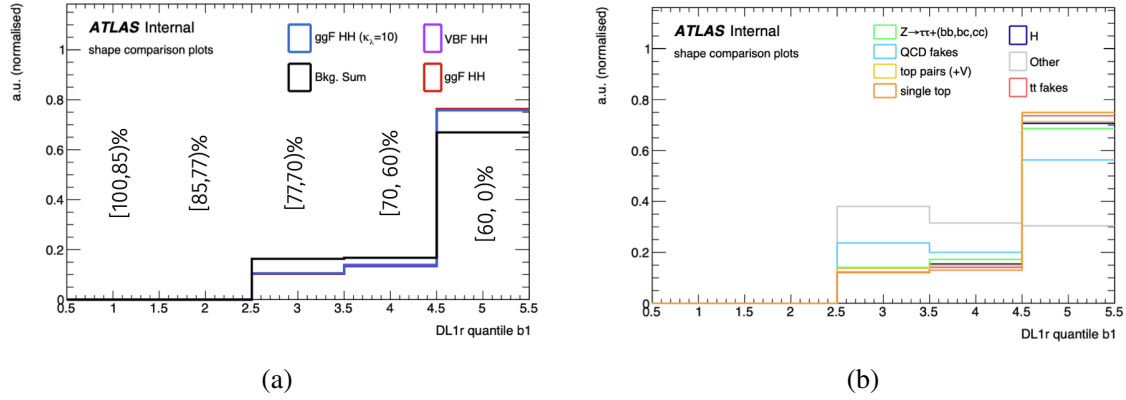 ATLAS Internal
shape comparison plots
ggF HH (κλ=10)
VBF HH
Bkg. Sum
ggF HH
a.u. (normalised)
1
0.8
0.6
0.4
0.2
0
[100,85)%
[85,77)%
[77,70)%
[70, 60)%
[60, 0)%
0.5 1 1.5 2 2.5 3 3.5 4 4.5 5 5.5
DL1r quantile b1
(a)
ATLAS Internal
shape comparison plots
Z→ττ+(bb,bc,cc)
QCD fakes
top pairs (+V)
single top
H
Other
tt fakes
a.u. (normalised)
1
0.8
0.6
0.4
0.2
0
0.5 1 1.5 2 2.5 3 3.5 4 4.5 5 5.5
DL1r quantile b1
(b)